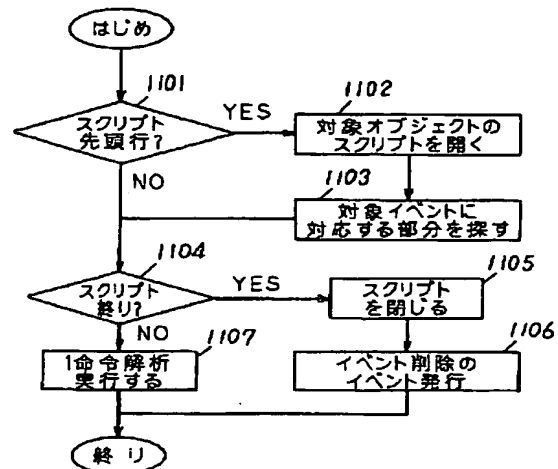 はじめ
1101
スクリプト
先頭行?
YES
1102
対象オブジェクトの
スクリプトを開く
NO
1103
対象イベントに
対応する部分を探す
1104
スクリプト
終り?
YES
1105
スクリプト
を閉じる
NO
1107
1命令解析
実行する
1106
イベント削除の
イベント発行
終り